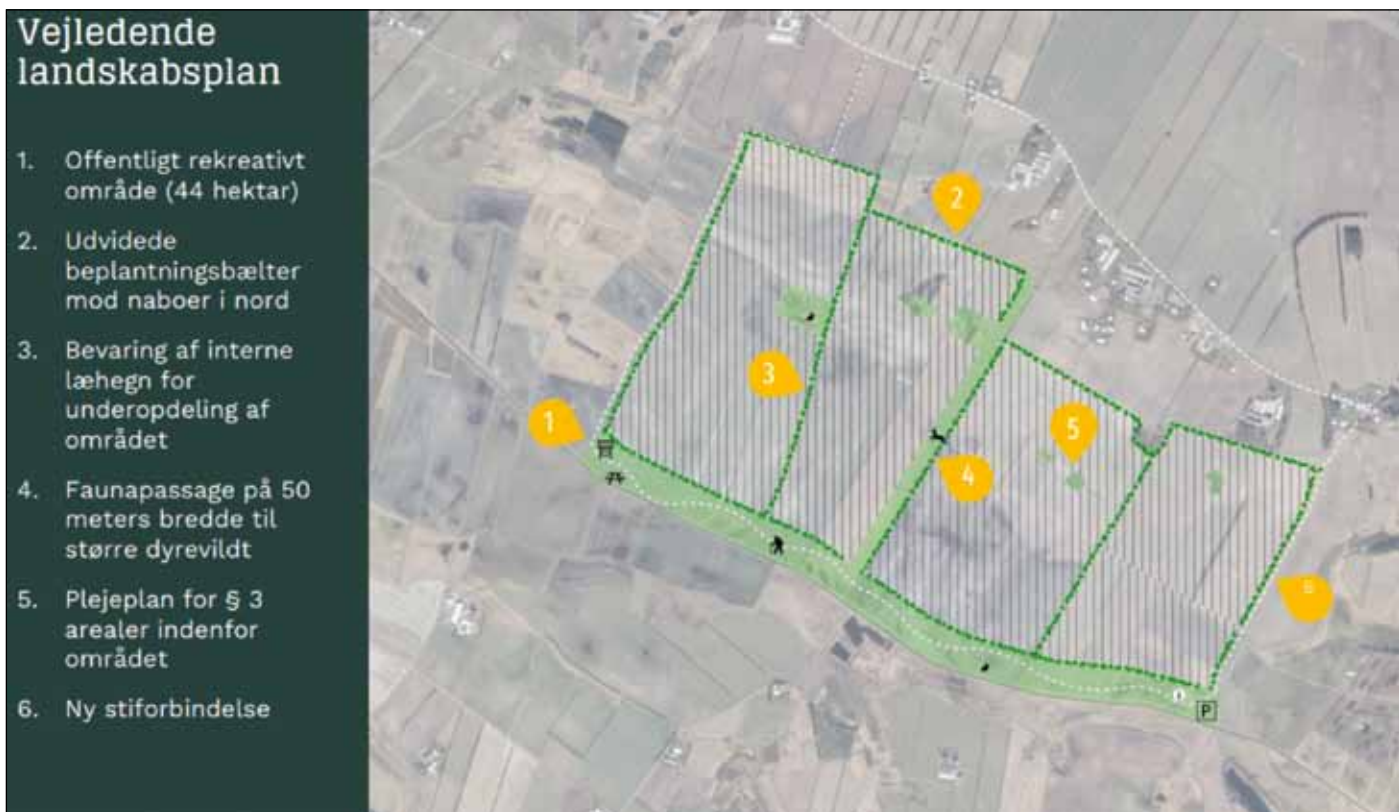 Vejledende
landskabsplan
1. Offentligt rekreativt
område (44 hektar)
2. Udvidede
beplantningsbælter
mod naboer i nord
3. Bevaring af interne
læhegn for
underopdeling af
området
4. Faunapassage på 50
meters bredde til
større dyrevildt
5. Plejeplan for § 3
arealer indenfor
området
6. Ny stiforbindelse
2
3
1
5
4
6
P